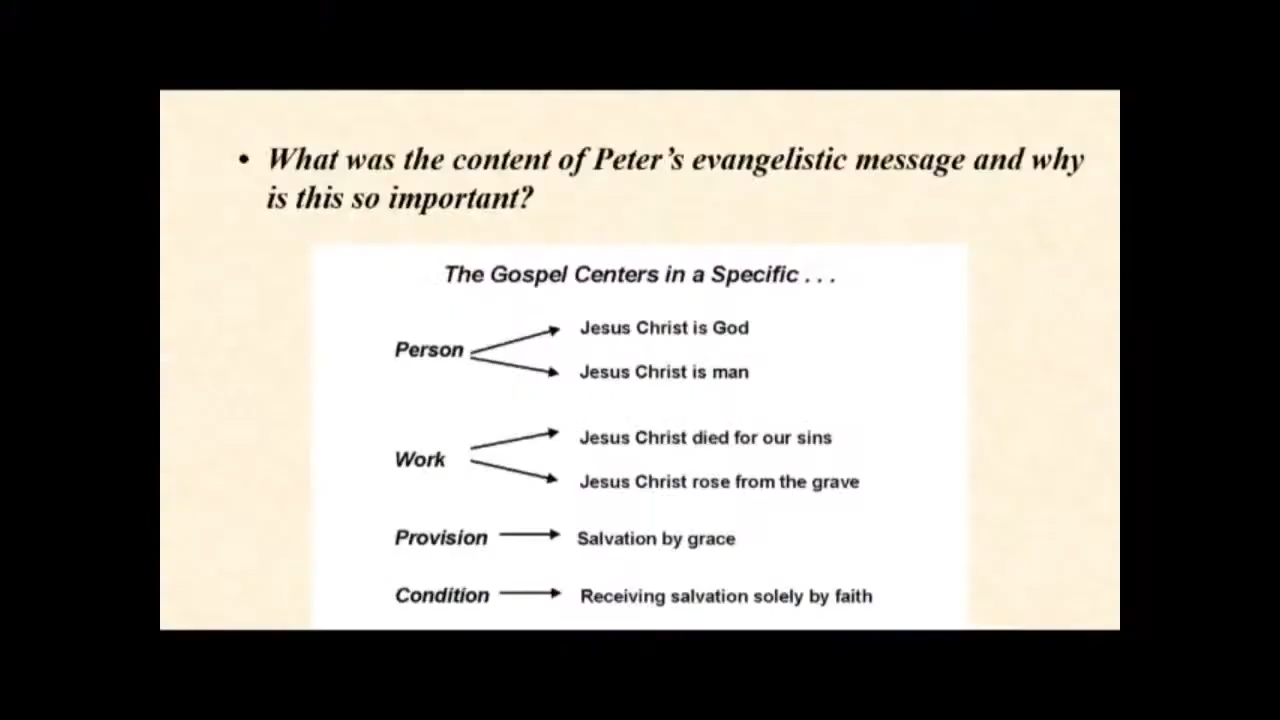 • What was the content of Peter's evangelistic message and why
is this so important?
The Gospel Centers in a Specific . . .
Person
Jesus Christ is God
Jesus Christ is man
Work
Jesus Christ died for our sins
Jesus Christ rose from the grave
Provision
Salvation by grace
Condition
Receiving salvation solely by faith